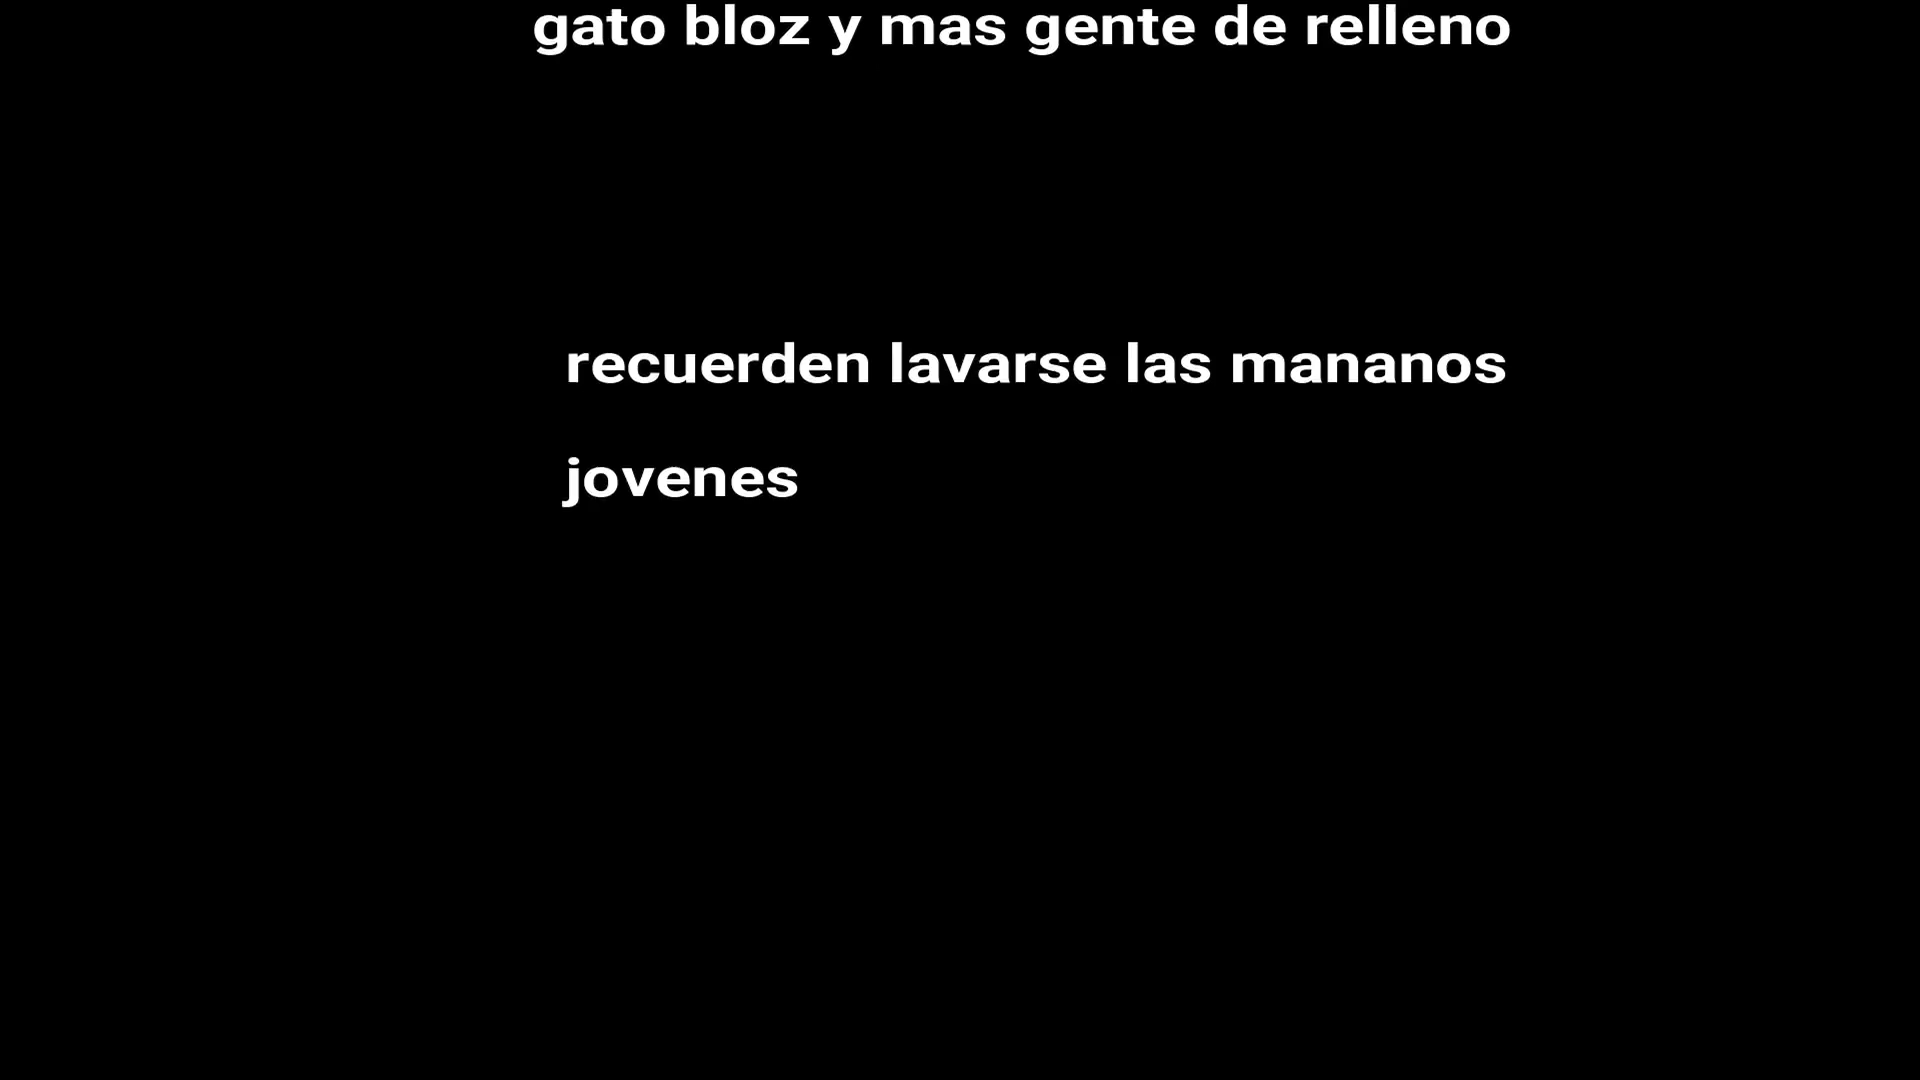 gato bloz y mas gente de relleno
recuerden lavarse las mananos
jovenes